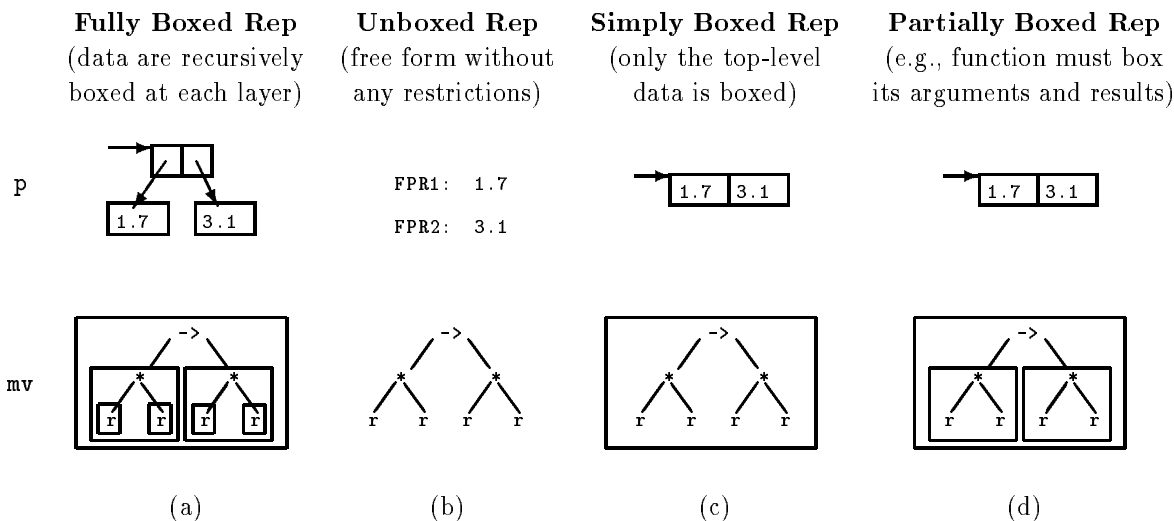 Fully Boxed Rep Unboxed Rep Simply Boxed Rep Partially Boxed Rep
(data are recursively (free form without (only the top-level (e.g., function must box
boxed at each layer) any restrictions) data is boxed) its arguments and results)
p
1.7 3.1
FPR1: 1.7
FPR2: 3.1
1.7 3.1
1.7 3.1
mv
-> -> -> ->
* * * * * * * *
r r r r r r r r r r r r r r r r
(a) (b) (c) (d)